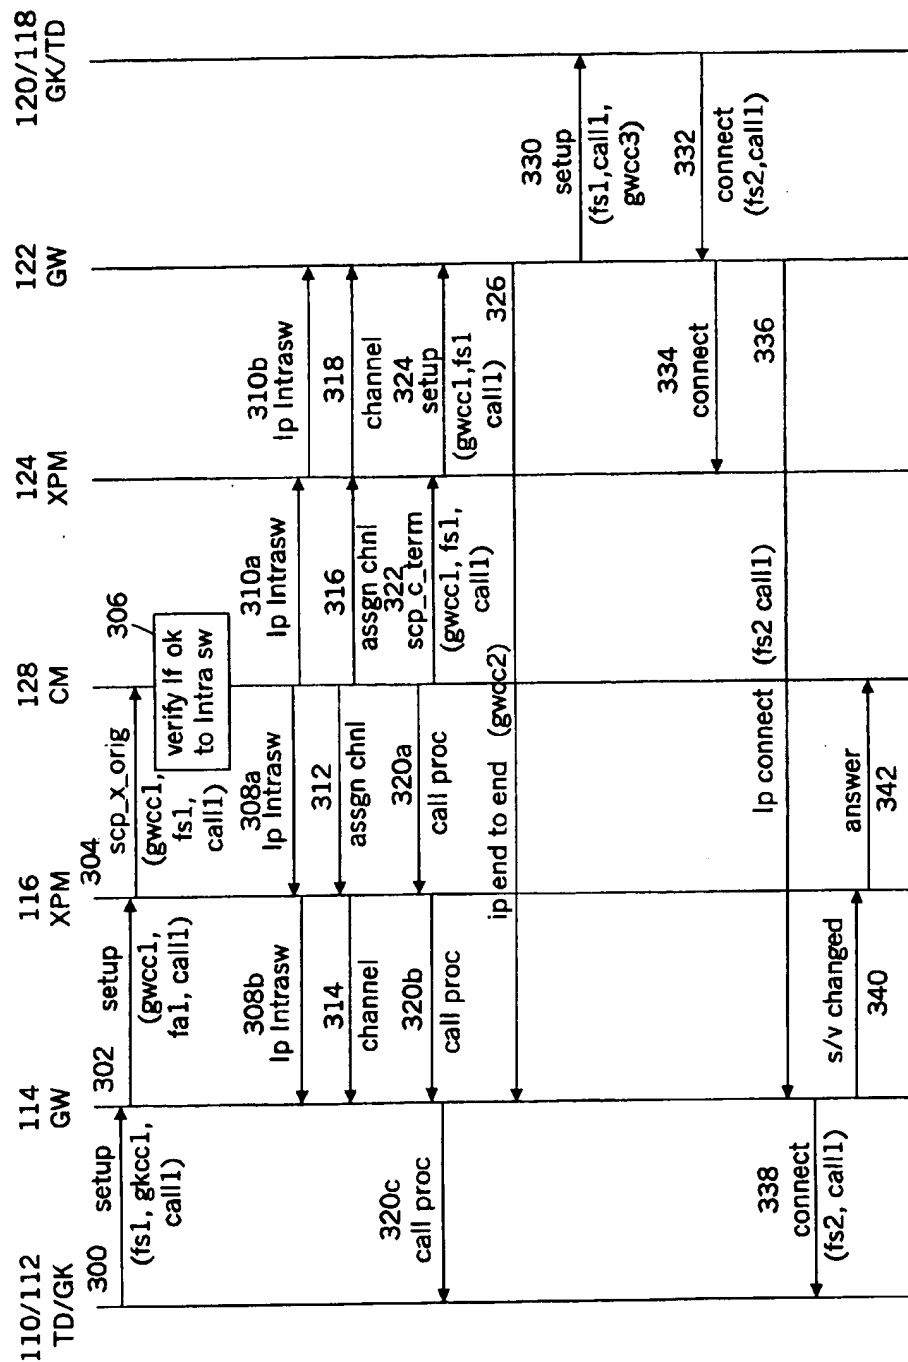 110/112
TD/GK
114
GW
116
XPM
128
CM
124
XPM
122
GW
120/118
GK/TD
300
setup
(fs1, gkcc1,
call1)
302
setup
(gwcc1,
fa1, call1)
304
scp_x_orig
(gwcc1,
fs1,
call1)
306
verify If ok
to Intra sw
308a
Ip Intrasw
308b
Ip Intrasw
310a
Ip Intrasw
310b
Ip Intrasw
312
assgn chnl
314
channel
316
assgn chnl
318
channel
320a
call proc
320b
call proc
320c
call proc
322
scp_c_term
(gwcc1, fs1,
call1)
324
setup
(gwcc1,fs1
call1)
326
ip end to end (gwcc2)
330
setup
(fs1,call1,
gwcc3)
332
connect
(fs2,call1)
334
connect
336
Ip connect (fs2 call1)
338
connect
(fs2, call1)
s/v changed
340
answer
342